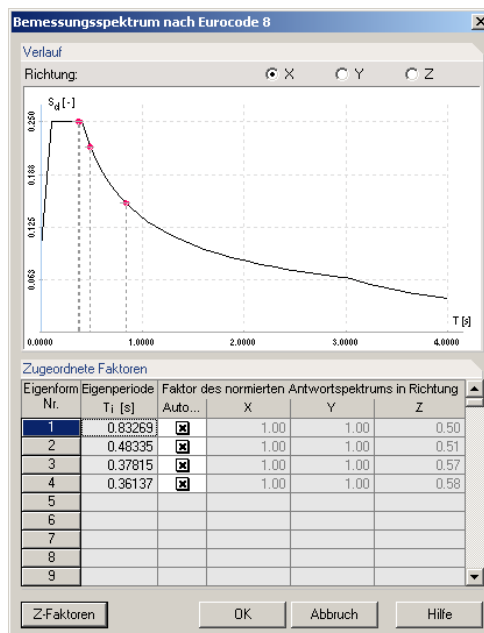 Bemessungsspektrum nach Eurocode 8
Verlauf
Richtung: X Y Z
Sd [-]
0.250
0.188
0.125
0.063
T [s]
0.0000 1.0000 2.0000 3.0000 4.0000
Zugeordnete Faktoren
Eigenform Eigenperiode Faktor des normierten Antwortspektrums in Richtung
Nr. Ti [s] Auto... X Y Z
1 0.83269 1.00 1.00 0.50
2 0.48335 1.00 1.00 0.51
3 0.37815 1.00 1.00 0.57
4 0.36137 1.00 1.00 0.58
5
6
7
8
9
Z-Faktoren OK Abbruch Hilfe